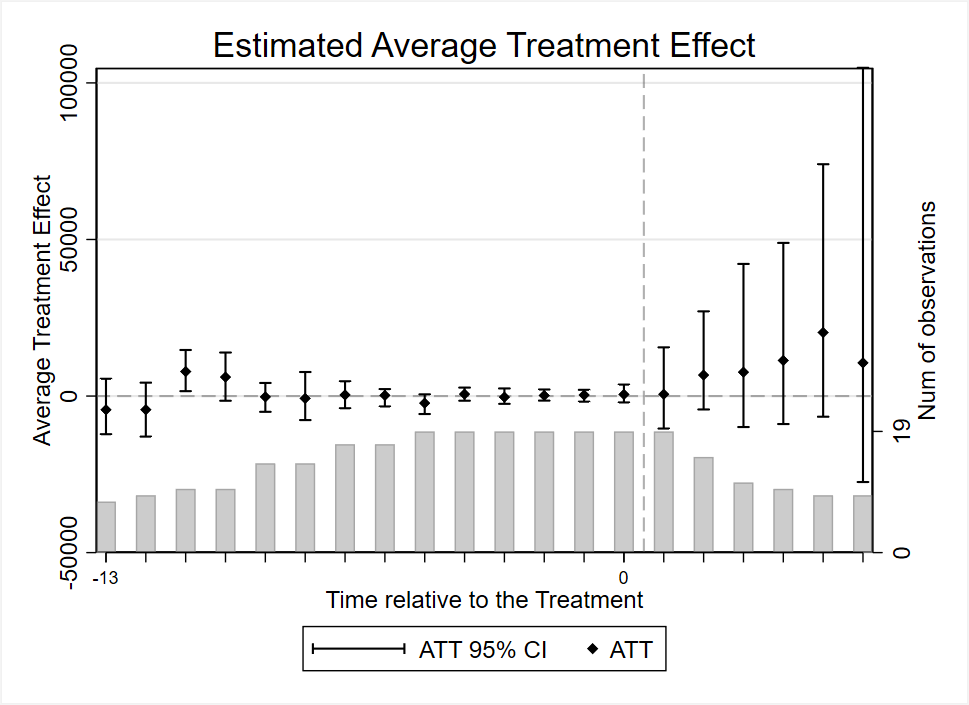 Estimated Average Treatment Effect
Average Treatment Effect
100000
50000
0
-50000
Num of observations
19
0
-13
0
Time relative to the Treatment
ATT 95% CI
ATT